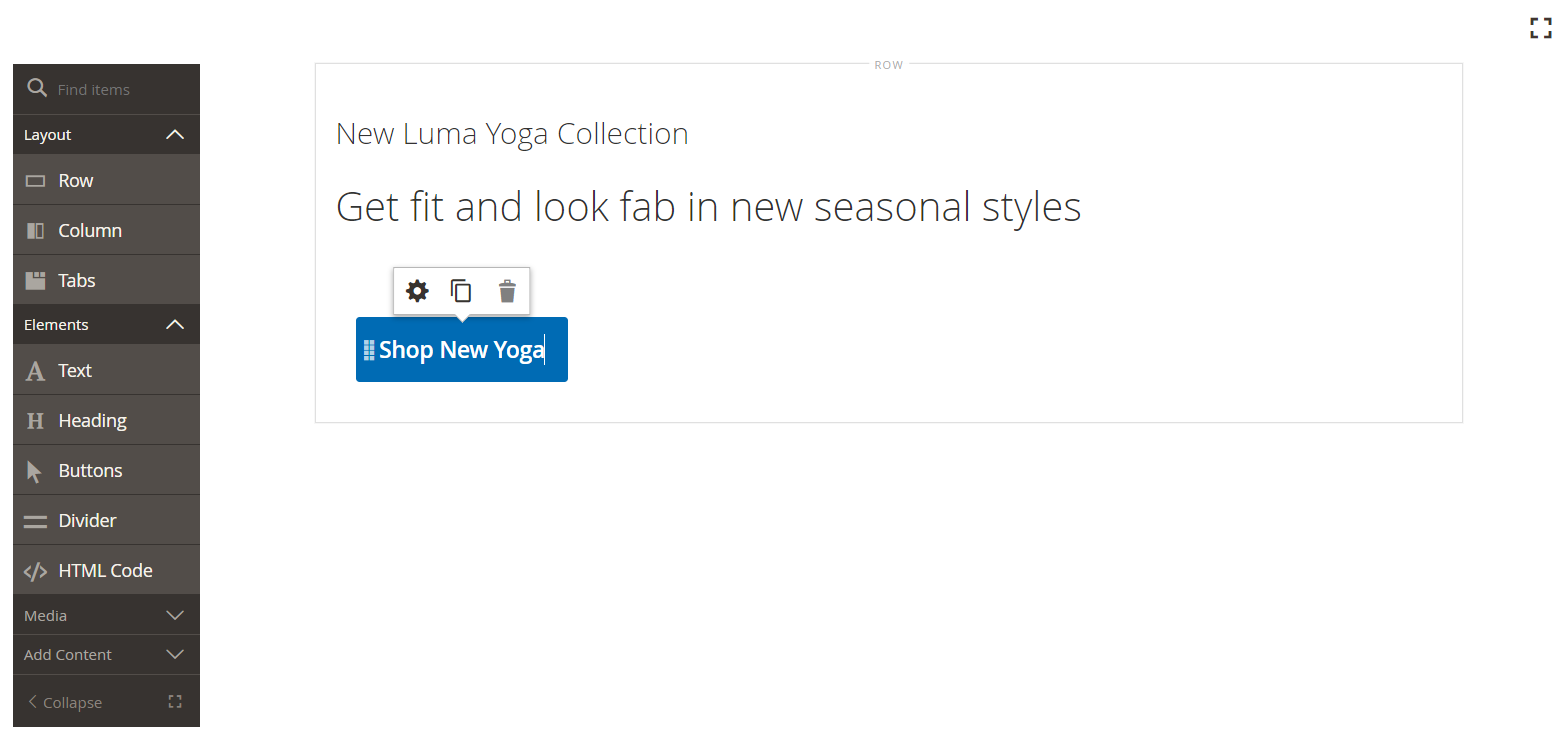 Find items
Layout
Row
Column
Tabs
Elements
Text
Heading
Buttons
Divider
HTML Code
Media
Add Content
Collapse
ROW
New Luma Yoga Collection
Get fit and look fab in new seasonal styles
Shop New Yoga